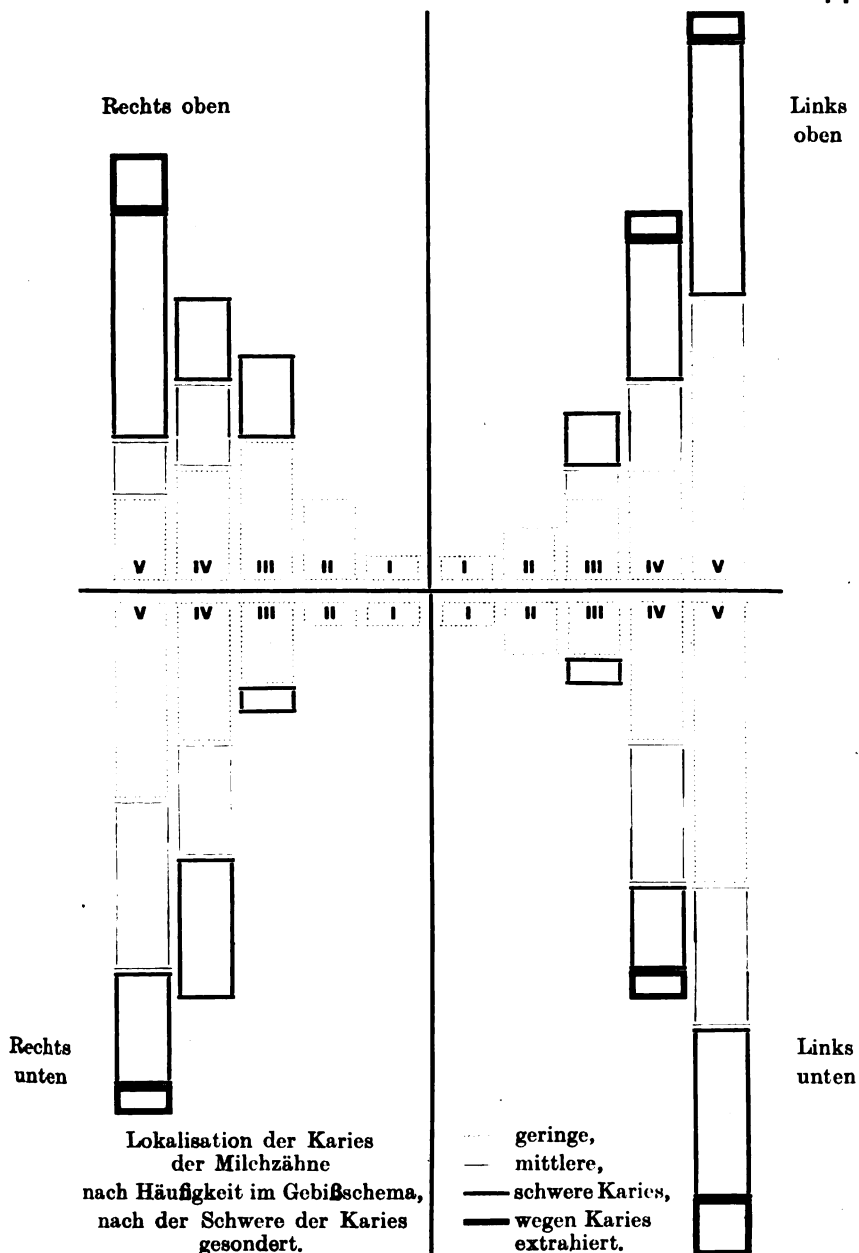 Rechts oben
Links
oben
V IV III II I I II III IV V
V IV III II I I II III IV V
Rechts
unten
Links
unten
Lokalisation der Karies
der Milchzähne
nach Häufigkeit im Gebißschema,
nach der Schwere der Karies
gesondert.
geringe,
mittlere,
schwere Karies,
wegen Karies
extrahiert.